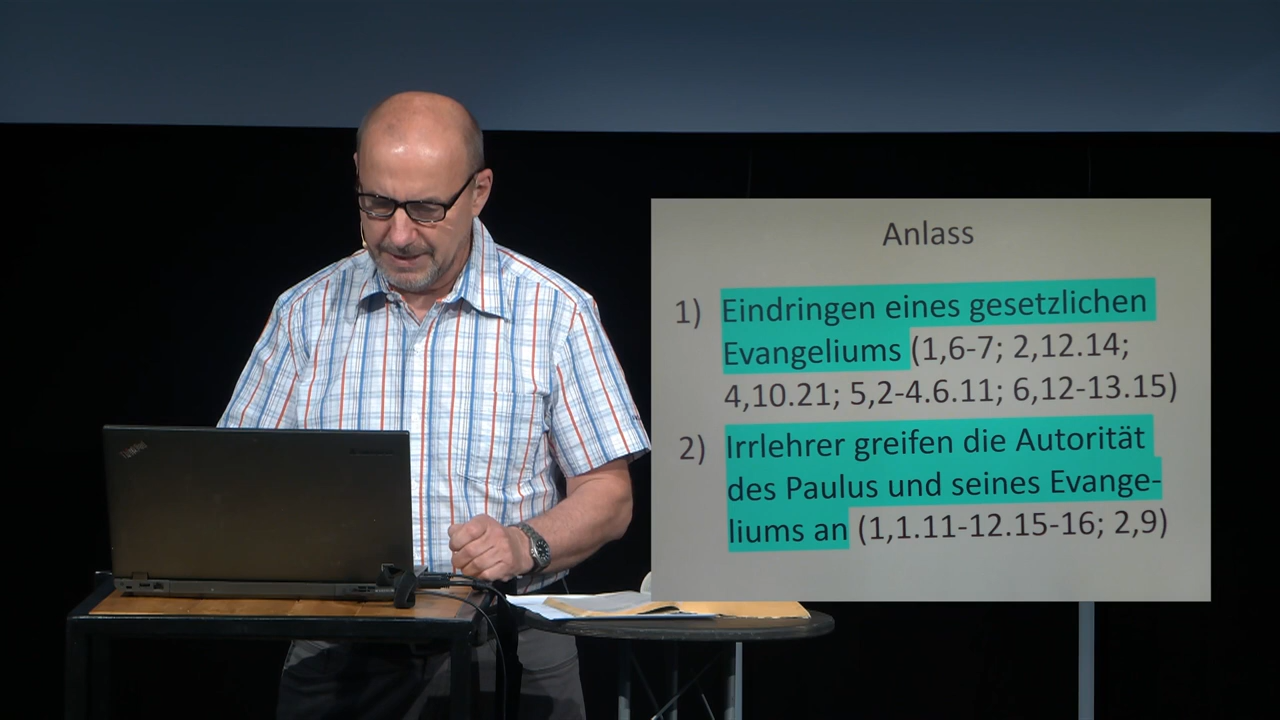 Anlass
1) Eindringen eines gesetzlichen
Evangeliums (1,6-7; 2,12.14;
4,10.21; 5,2-4.6.11; 6,12-13.15)
2) Irrlehrer greifen die Autorität
des Paulus und seines Evange-
liums an (1,1.11-12.15-16; 2,9)
ThinkPad